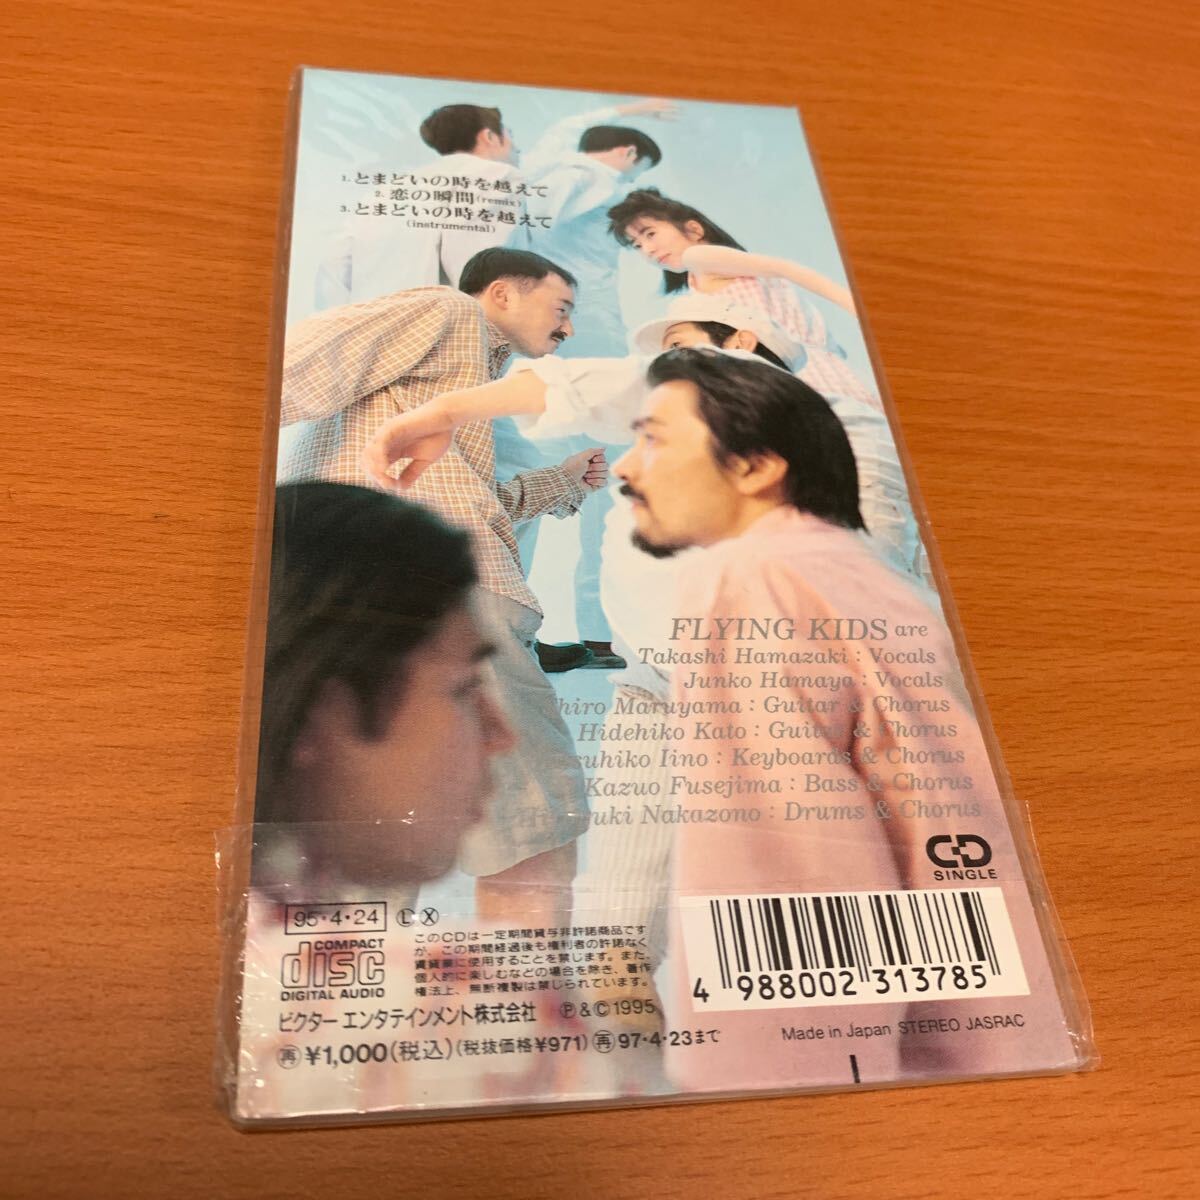 1. とまどいの時を越えて
2. 恋の瞬間 (remix)
3. とまどいの時を越えて
(instrumental)
FLYING KIDS are
Takashi Hamazaki : Vocals
Junko Hamaya : Vocals
Maruyama : Guitar & Chorus
Hidehiko Kato : Guitar & Chorus
Iino : Keyboards & Chorus
Kazuo Fusejima : Bass & Chorus
Nakazono : Drums & Chorus
CD
SINGLE
95・4・24 Ⓛ Ⓧ
COMPACT
disc
DIGITAL AUDIO
このCDは一定期間貸与非許諾商品です
が、この期間経過後も権利者の許諾なく
賃貸業に使用することを禁じます。また、
個人的に楽しむなどの場合を除き、著作
権法上、無断複製は禁じられています。
ビクター エンタテインメント株式会社 Ⓟ&Ⓒ1995
㊢¥1,000(税込)(税抜価格¥971)㊢97・4・23まで
4 988002 313785
Made in Japan STEREO JASRAC